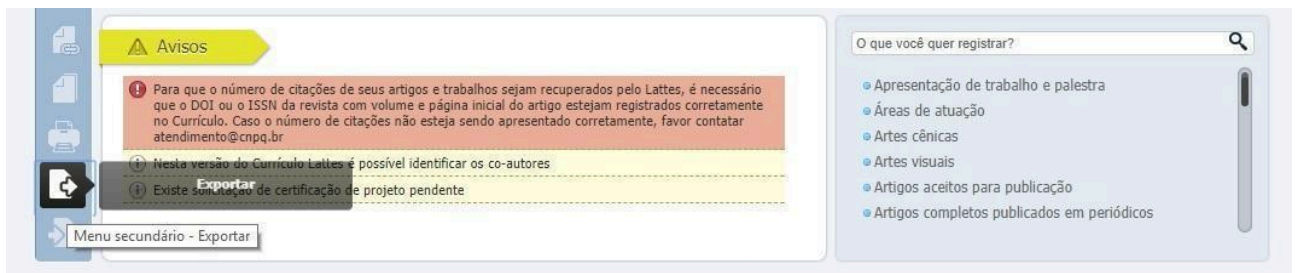 Avisos
Para que o número de citações de seus artigos e trabalhos sejam recuperados pelo Lattes, é necessário
que o DOI ou o ISSN da revista com volume e página inicial do artigo estejam registrados corretamente
no Currículo. Caso o número de citações não esteja sendo apresentado corretamente, favor contatar
atendimento@cnpq.br
Nesta versão do Currículo Lattes é possível identificar os co-autores
Existe solicitação de certificação de projeto pendente
Exportar
Menu secundário - Exportar
O que você quer registrar?
Apresentação de trabalho e palestra
Áreas de atuação
Artes cênicas
Artes visuais
Artigos aceitos para publicação
Artigos completos publicados em periódicos